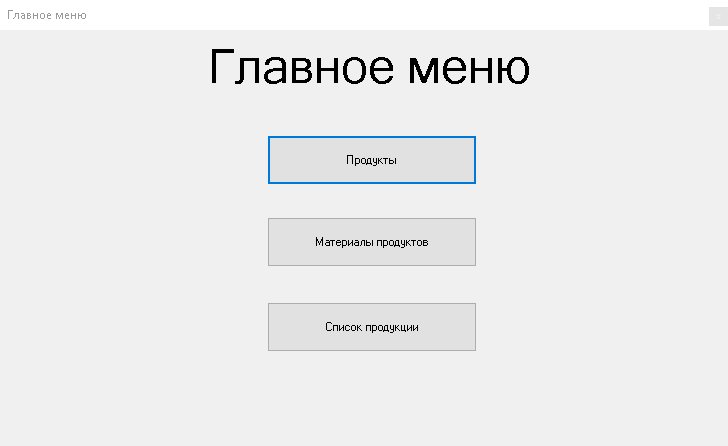 Главное меню
Главное меню
Продукты
Материалы продуктов
Список продукции